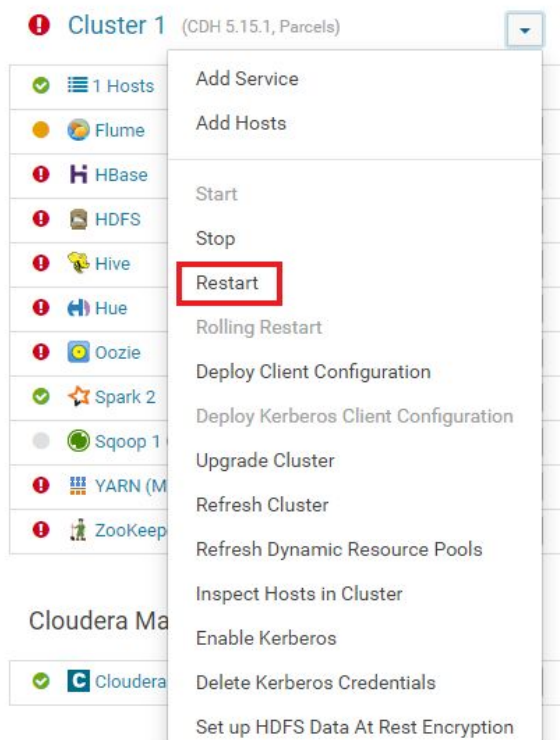 Cluster 1 (CDH 5.15.1, Parcels)
1 Hosts
Flume
HBase
HDFS
Hive
Hue
Oozie
Spark 2
Sqoop 1
YARN (M
ZooKeep
Cloudera Ma
Cloudera
Add Service
Add Hosts
Start
Stop
Restart
Rolling Restart
Deploy Client Configuration
Deploy Kerberos Client Configuration
Upgrade Cluster
Refresh Cluster
Refresh Dynamic Resource Pools
Inspect Hosts in Cluster
Enable Kerberos
Delete Kerberos Credentials
Set up HDFS Data At Rest Encryption